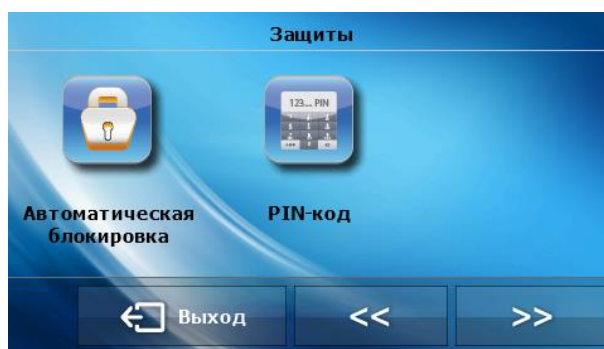 Защиты
123... PIN
Автоматическая
блокировка
PIN-код
Выход
<<
>>